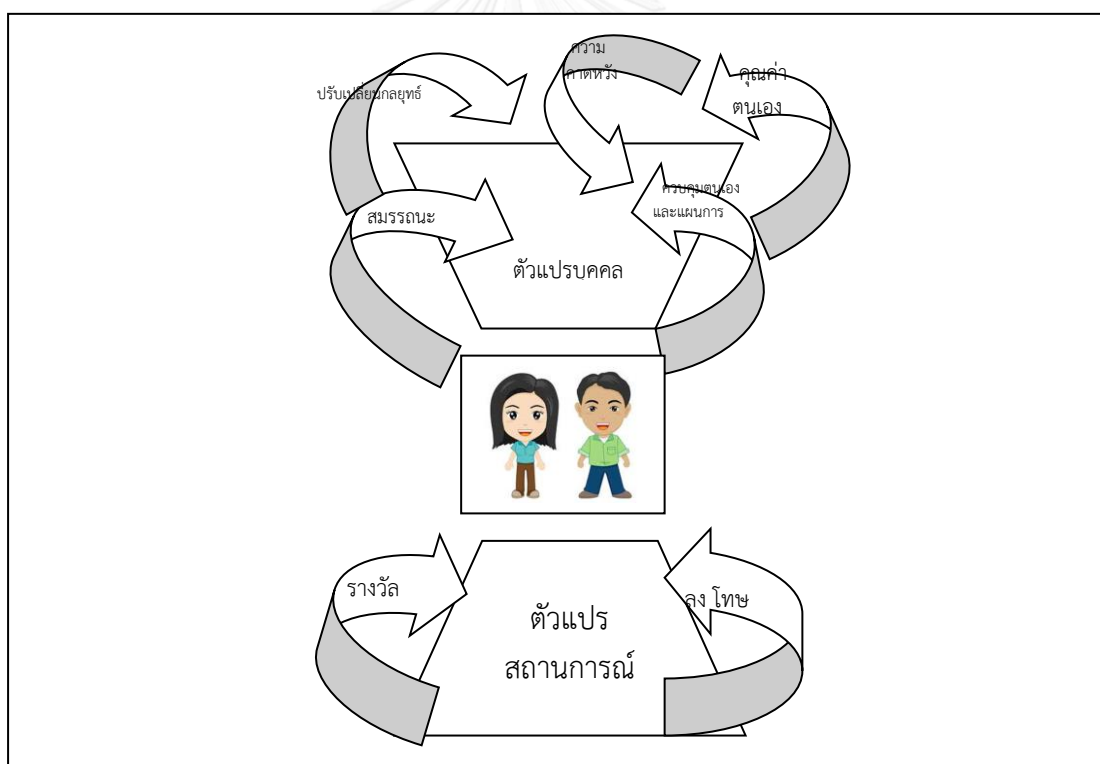 ความ
คาดหวัง
คุณค่า
ตนเอง
ปรับเปลี่ยนกลยุทธ์
ควบคุมตนเอง
และแผนการ
สมรรถนะ
ตัวแปรบุคคล
รางวัล
ลง โทษ
ตัวแปร
สถานการณ์